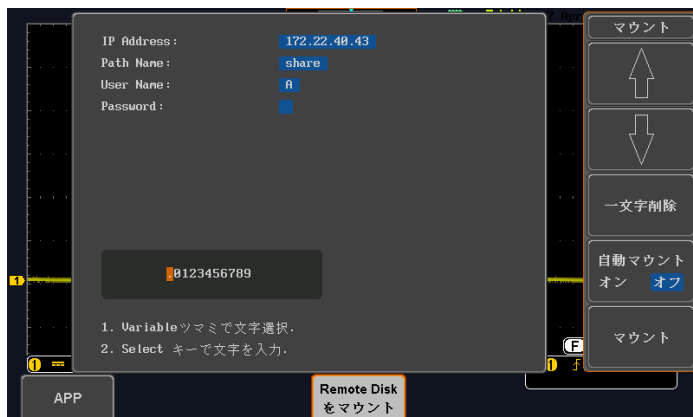 マウント
IP Address: 172.22.40.43
Path Name: share
User Name: A
Password:
一文字削除
自動マウント
オン オフ
.0123456789
1. Variableツマミで文字選択.
2. Select キーで文字を入力.
マウント
1
F
1
1
APP
Remote Disk
をマウント